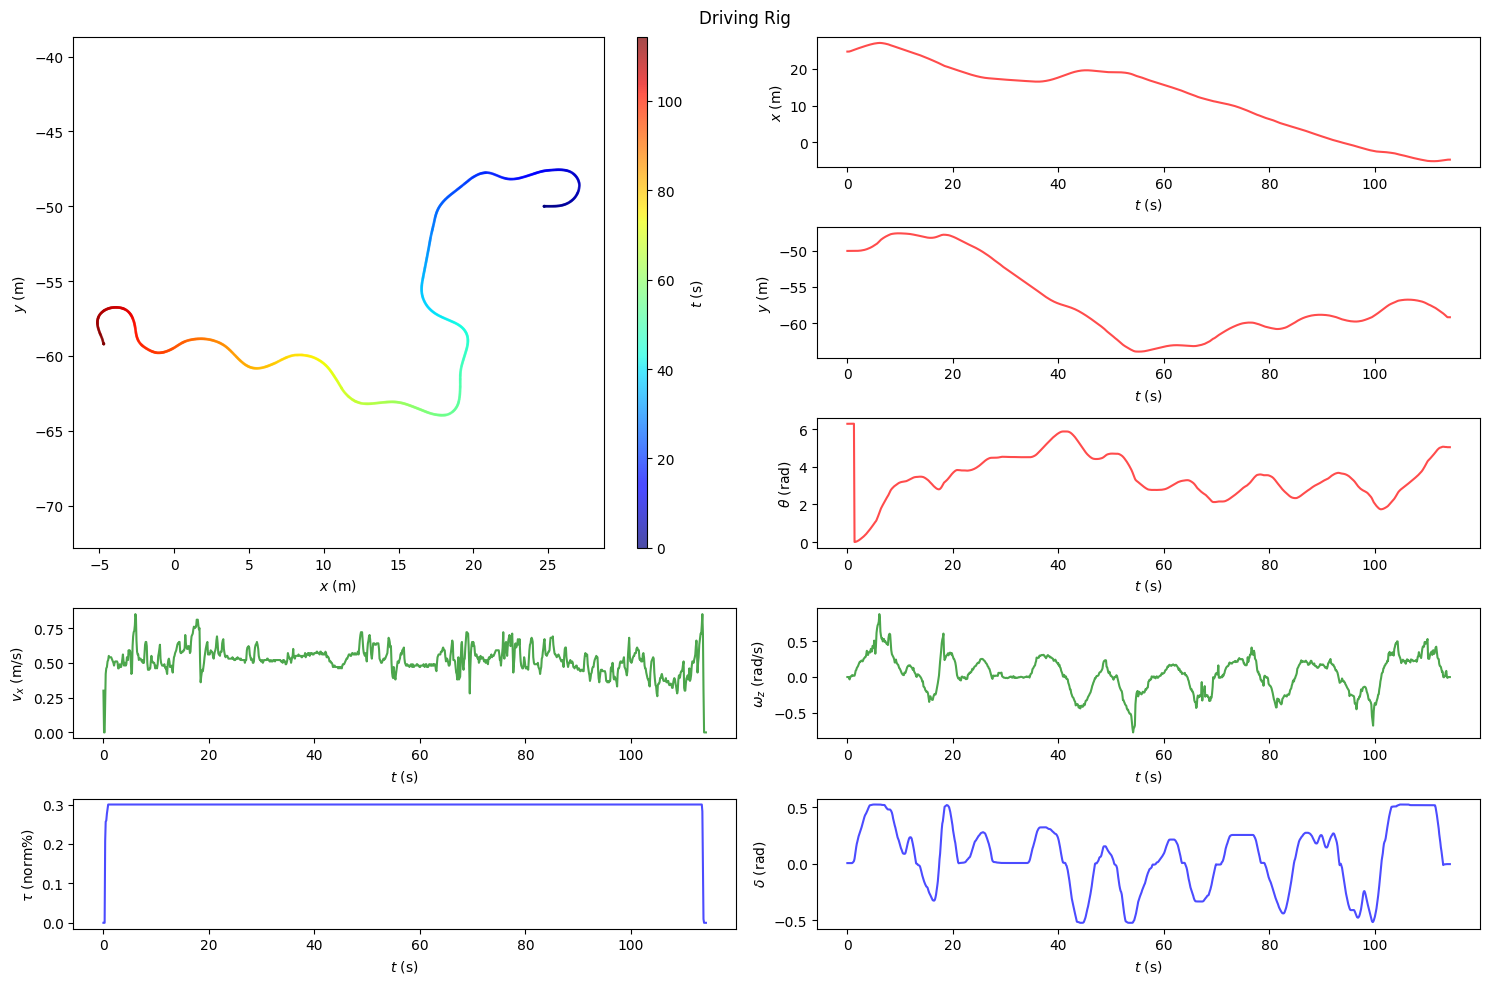 Driving Rig
−40
−45
−50
−55
−60
−65
−70
y (m)
−5 0 5 10 15 20 25
x (m)
100
80
60
40
20
0
t (s)
20
10
0
x (m)
0 20 40 60 80 100
t (s)
−50
−55
−60
y (m)
0 20 40 60 80 100
t (s)
6
4
2
0
θ (rad)
0 20 40 60 80 100
t (s)
0.75
0.50
0.25
0.00
vₓ (m/s)
0 20 40 60 80 100
t (s)
0.5
0.0
−0.5
ω_z (rad/s)
0 20 40 60 80 100
t (s)
0.3
0.2
0.1
0.0
τ (norm%)
0 20 40 60 80 100
t (s)
0.5
0.0
−0.5
δ (rad)
0 20 40 60 80 100
t (s)